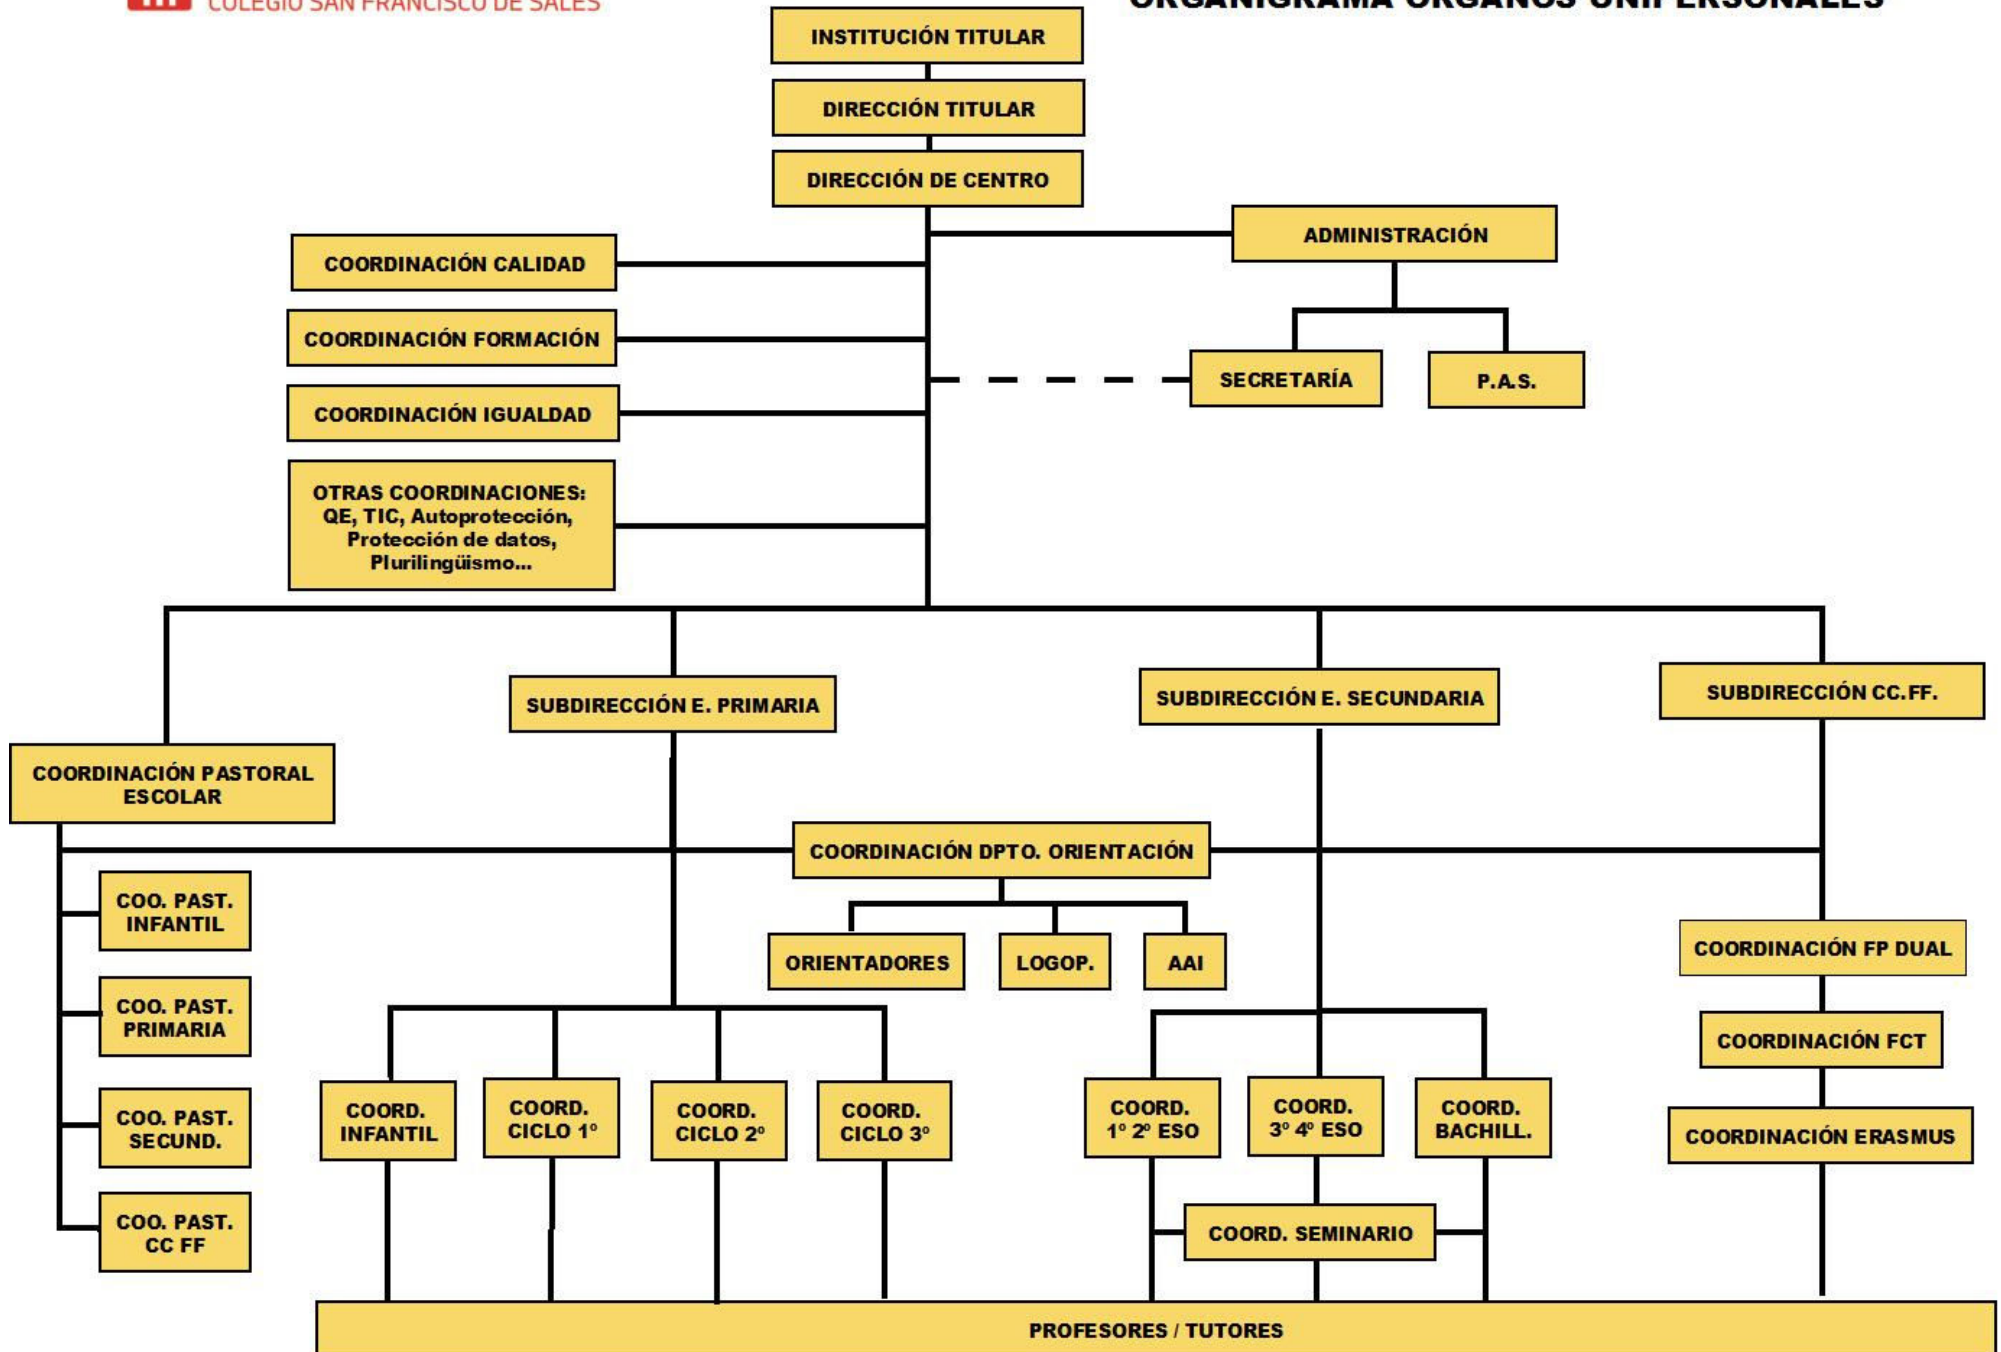 COLEGIO SAN FRANCISCO DE SALES
ORGANIGRAMA ÓRGANOS UNIPERSONALES
INSTITUCIÓN TITULAR
DIRECCIÓN TITULAR
DIRECCIÓN DE CENTRO
ADMINISTRACIÓN
COORDINACIÓN CALIDAD
COORDINACIÓN FORMACIÓN
SECRETARÍA
P.A.S.
COORDINACIÓN IGUALDAD
OTRAS COORDINACIONES:
QE, TIC, Autoprotección,
Protección de datos,
Plurilingüismo...
SUBDIRECCIÓN E. PRIMARIA
SUBDIRECCIÓN E. SECUNDARIA
SUBDIRECCIÓN CC.FF.
COORDINACIÓN PASTORAL
ESCOLAR
COORDINACIÓN DPTO. ORIENTACIÓN
COO. PAST.
INFANTIL
ORIENTADORES
LOGOP.
AAI
COORDINACIÓN FP DUAL
COO. PAST.
PRIMARIA
COORDINACIÓN FCT
COO. PAST.
SECUND.
COORD.
INFANTIL
COORD.
CICLO 1º
COORD.
CICLO 2º
COORD.
CICLO 3º
COORD.
1º 2º ESO
COORD.
3º 4º ESO
COORD.
BACHILL.
COORDINACIÓN ERASMUS
COO. PAST.
CC FF
COORD. SEMINARIO
PROFESORES / TUTORES